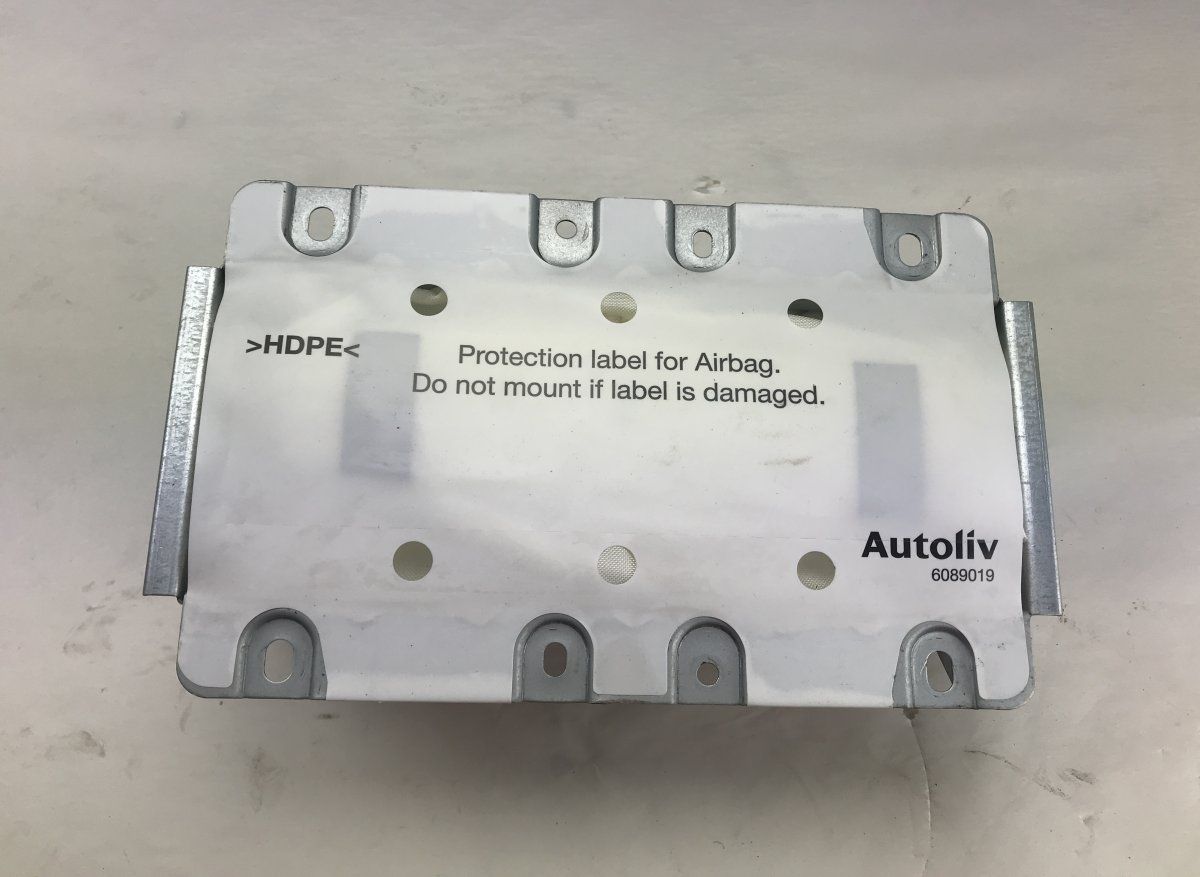 >HDPE<
Protection label for Airbag.
Do not mount if label is damaged.
Autoliv
6089019